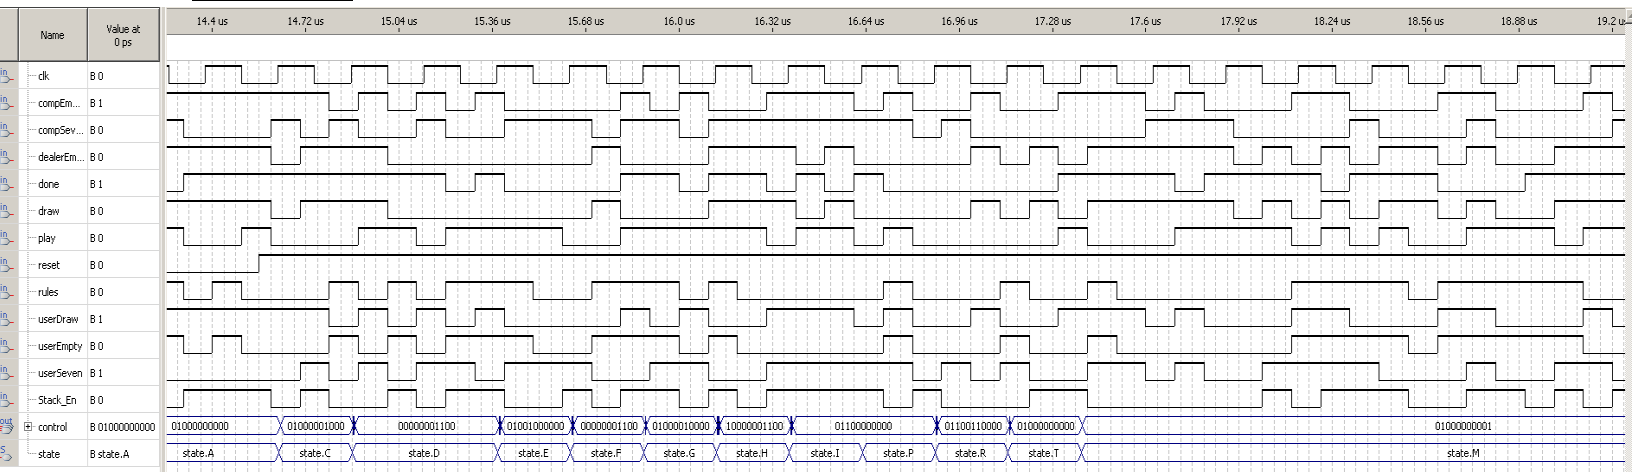 Name
Value at
0 ps
14.4 us 14.72 us 15.04 us 15.36 us 15.68 us 16.0 us 16.32 us 16.64 us 16.96 us 17.28 us 17.6 us 17.92 us 18.24 us 18.56 us 18.88 us 19.2 u
clk B 0
compEm... B 1
compSev... B 0
dealerEm... B 0
done B 1
draw B 0
play B 0
reset B 0
rules B 0
userDraw B 1
userEmpty B 0
userSeven B 1
Stack_En B 0
control B 01000000000 01000000000 01000001000 00000001100 01001000000 00000001100 01000010000 10000001100 01100000000 01100110000 01000000000 01000000001
state B state.A state.A state.C state.D state.E state.F state.G state.H state.I state.P state.R state.T state.M